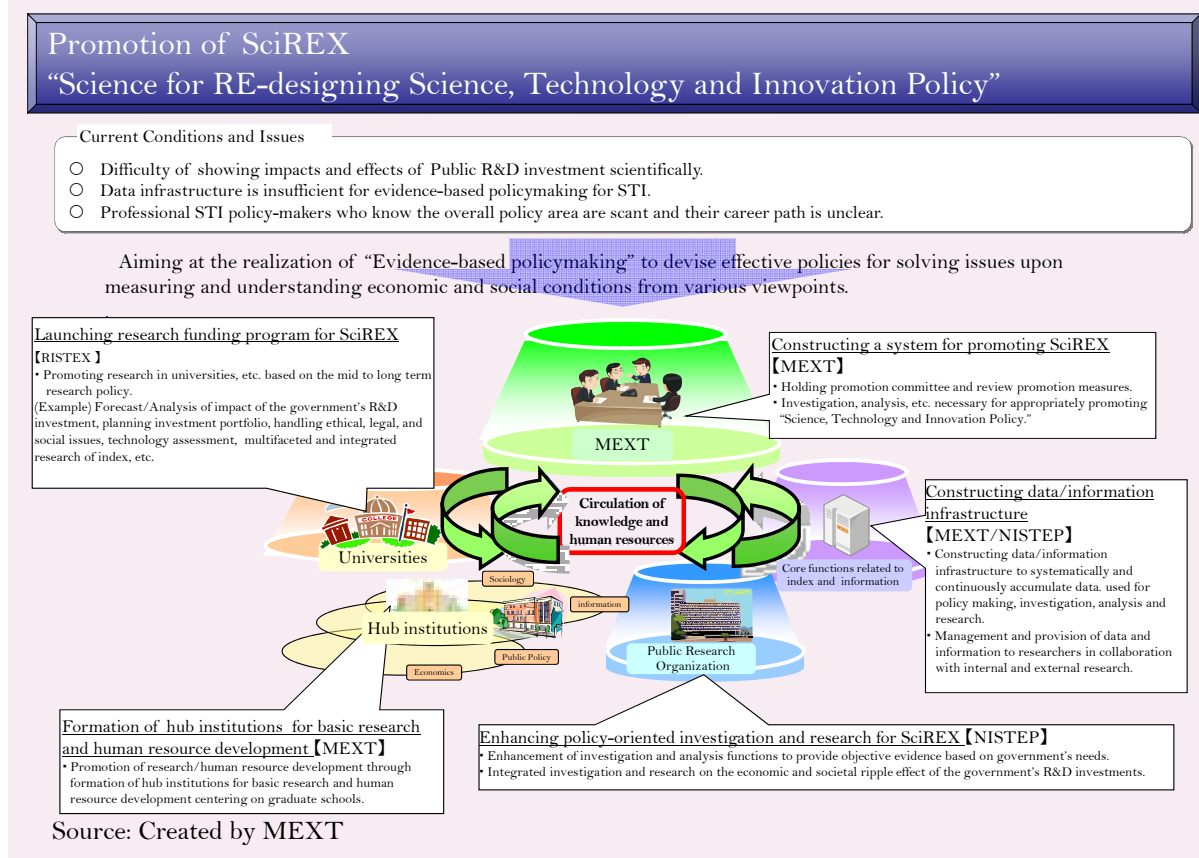 Promotion of SciREX
“Science for RE-designing Science, Technology and Innovation Policy”
Current Conditions and Issues
○ Difficulty of showing impacts and effects of Public R&D investment scientifically.
○ Data infrastructure is insufficient for evidence-based policymaking for STI.
○ Professional STI policy-makers who know the overall policy area are scant and their career path is unclear.
Aiming at the realization of “Evidence-based policymaking” to devise effective policies for solving issues upon
measuring and understanding economic and social conditions from various viewpoints.
Launching research funding program for SciREX
【RISTEX】
・Promoting research in universities, etc. based on the mid to long term
research policy.
(Example) Forecast/Analysis of impact of the government’s R&D
investment, planning investment portfolio, handling ethical, legal, and
social issues, technology assessment, multifaceted and integrated
research of index, etc.
Constructing a system for promoting SciREX
【MEXT】
・Holding promotion committee and review promotion measures.
・Investigation, analysis, etc. necessary for appropriately promoting
“Science, Technology and Innovation Policy.”
MEXT
Circulation of
knowledge and
human resources
COLLEGE
Universities
Core functions related to
index and information
Constructing data/information
infrastructure
【MEXT/NISTEP】
・Constructing data/information
infrastructure to systematically and
continuously accumulate data. used for
policy making, investigation, analysis and
research.
・Management and provision of data and
information to researchers in collaboration
with internal and external research.
Sociology
information
Hub institutions
Public Policy
Economics
Public Research
Organization
Formation of hub institutions for basic research
and human resource development【MEXT】
・Promotion of research/human resource development through
formation of hub institutions for basic research and human
resource development centering on graduate schools.
Enhancing policy-oriented investigation and research for SciREX【NISTEP】
・Enhancement of investigation and analysis functions to provide objective evidence based on government’s needs.
・Integrated investigation and research on the economic and societal ripple effect of the government’s R&D investments.
Source: Created by MEXT